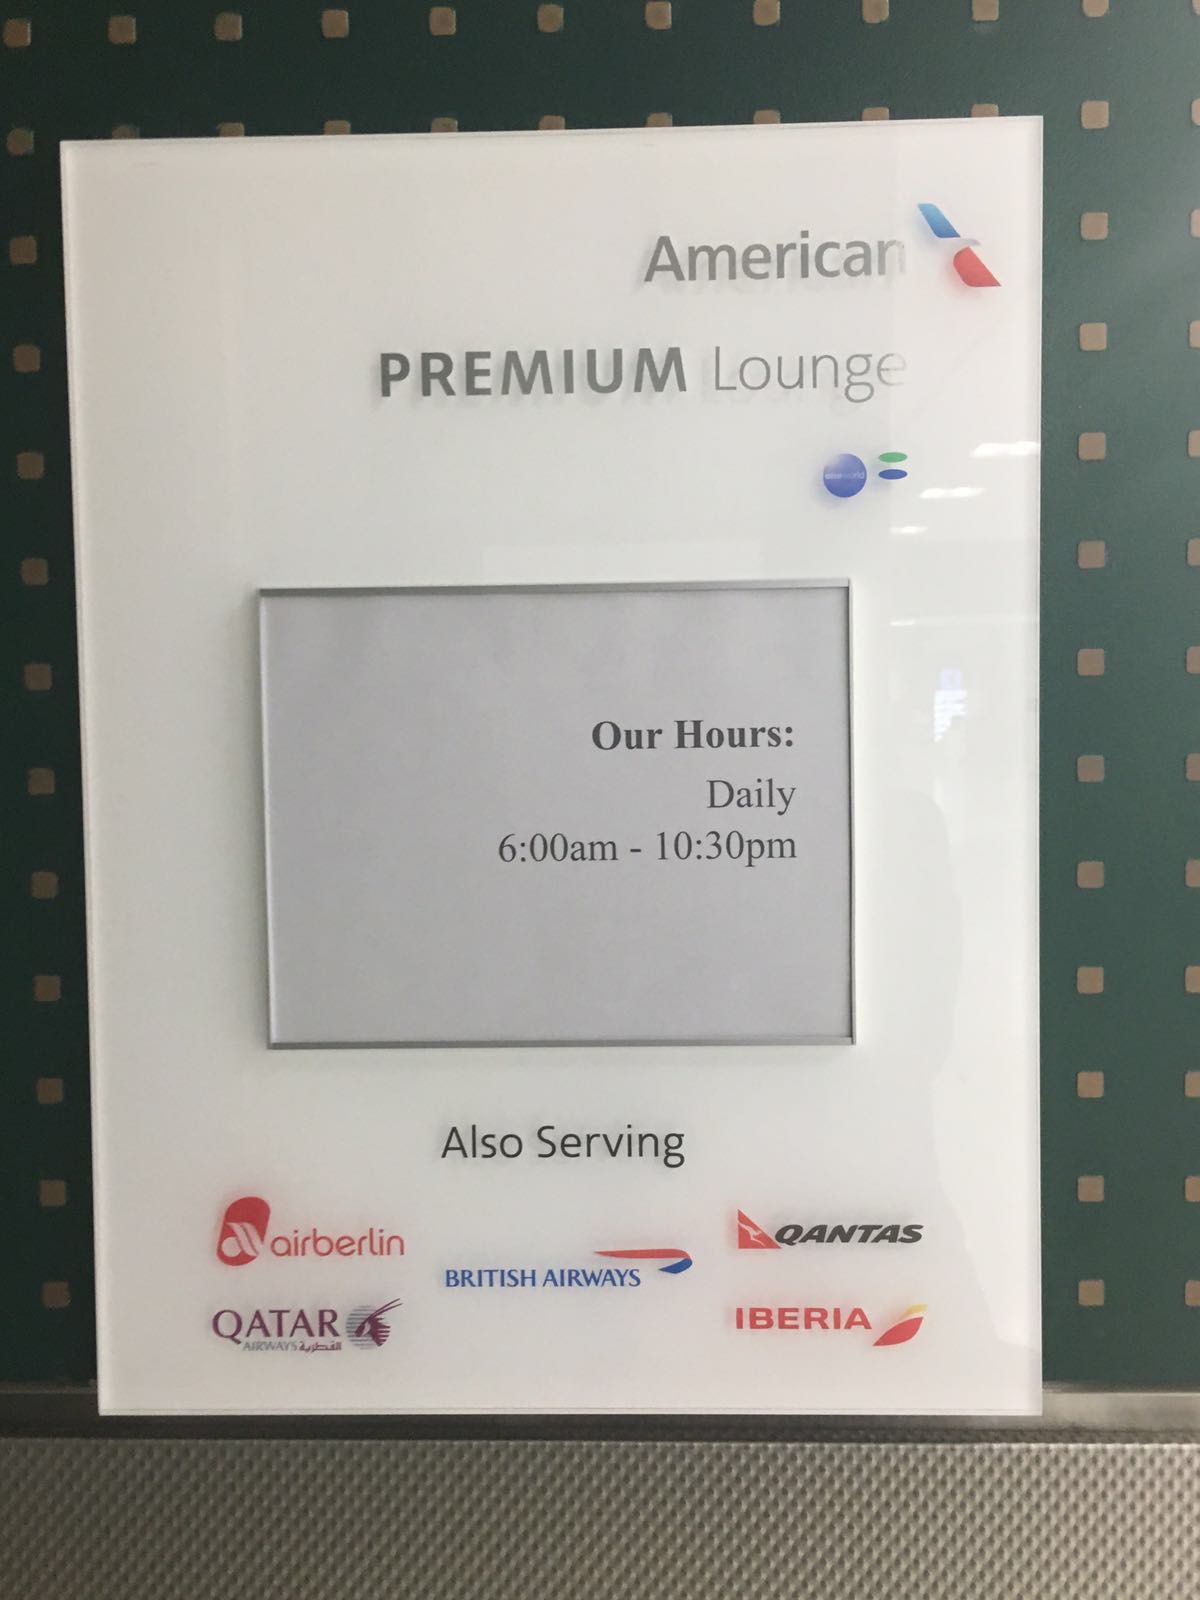 American
PREMIUM Lounge
oneworld
Our Hours:
Daily
6:00am - 10:30pm
Also Serving
airberlin
QANTAS
BRITISH AIRWAYS
QATAR
AIRWAYS القطرية
IBERIA